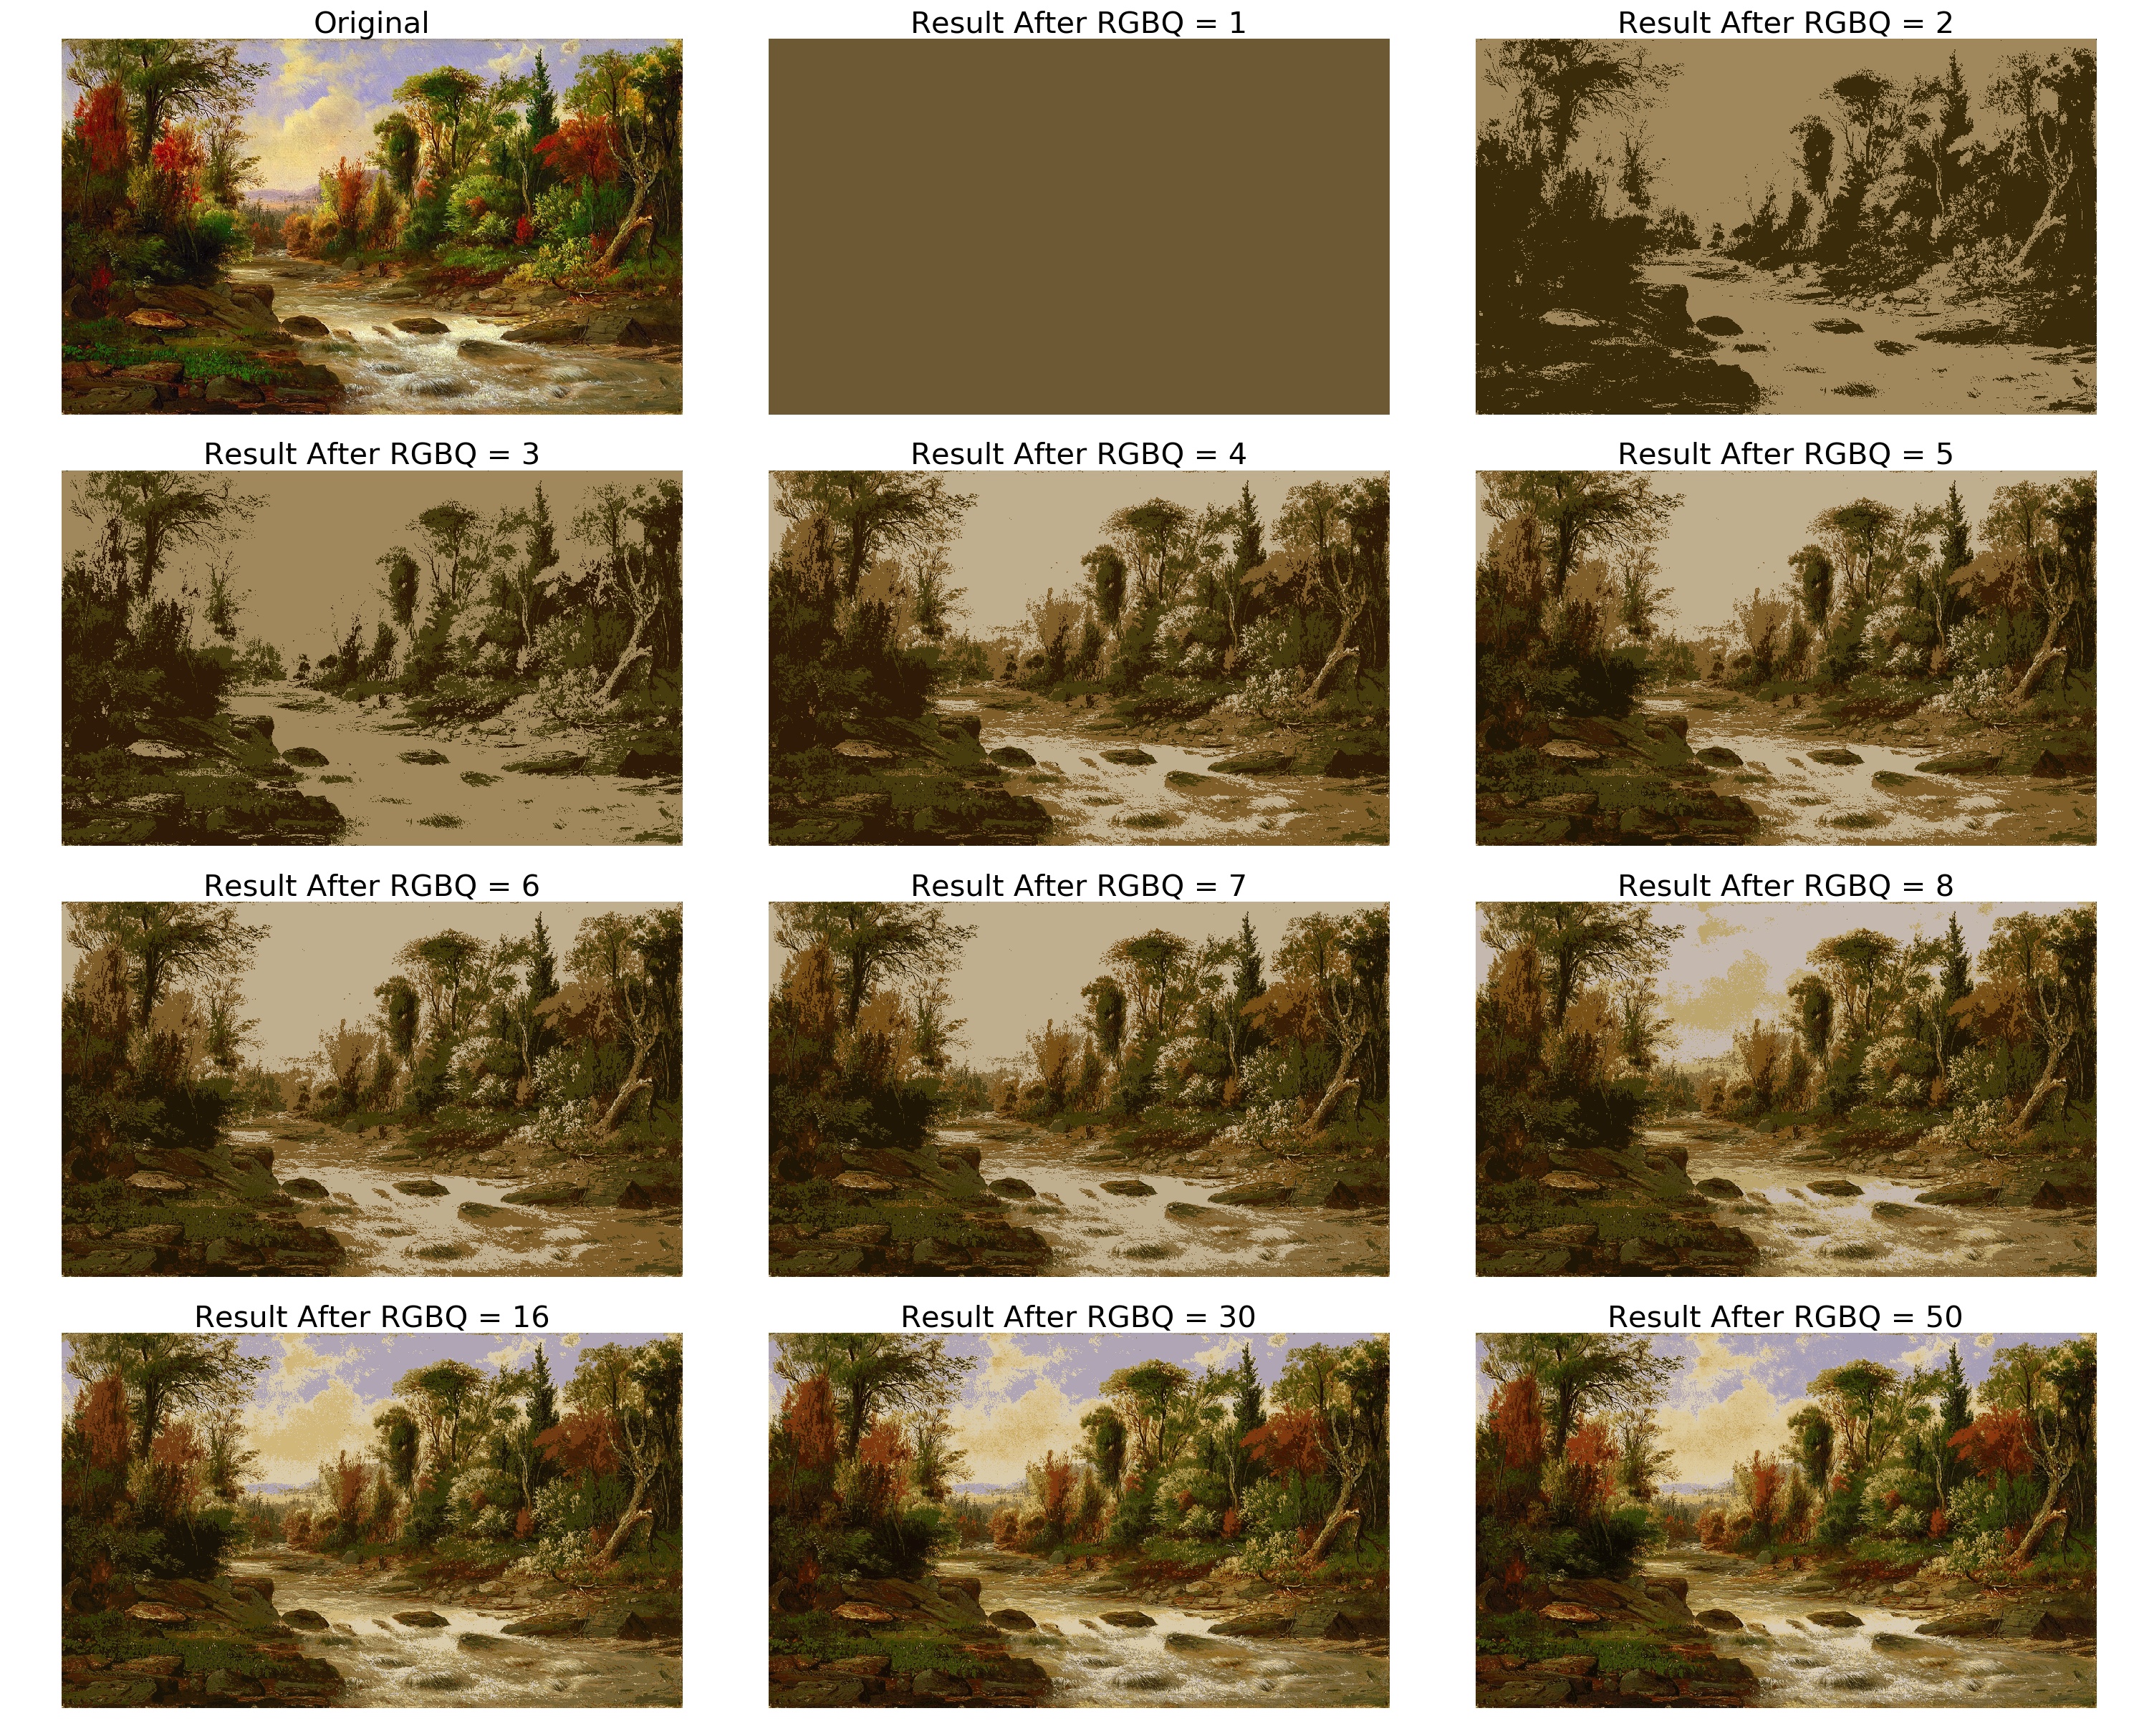 Original
Result After RGBQ = 1
Result After RGBQ = 2
Result After RGBQ = 3
Result After RGBQ = 4
Result After RGBQ = 5
Result After RGBQ = 6
Result After RGBQ = 7
Result After RGBQ = 8
Result After RGBQ = 16
Result After RGBQ = 30
Result After RGBQ = 50